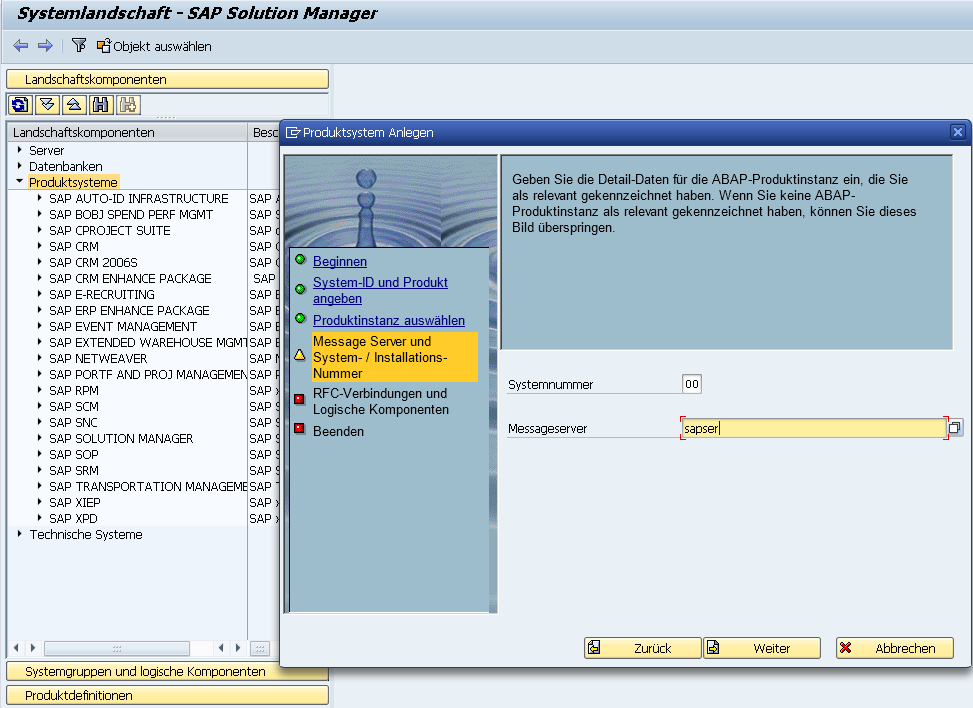 Systemlandschaft - SAP Solution Manager
Objekt auswählen
Landschaftskomponenten
Landschaftskomponenten Besc
Server
Datenbanken
Produktsysteme
SAP AUTO-ID INFRASTRUCTURE SAP A
SAP BOBJ SPEND PERF MGMT SAP S
SAP CPROJECT SUITE SAP c
SAP CRM SAP C
SAP CRM 2006S SAP C
SAP CRM ENHANCE PACKAGE SAP
SAP E-RECRUITING SAP E
SAP ERP ENHANCE PACKAGE SAP E
SAP EVENT MANAGEMENT SAP E
SAP EXTENDED WAREHOUSE MGMT SAP E
SAP NETWEAVER SAP N
SAP PORTF AND PROJ MANAGEMEN SAP P
SAP RPM SAP x
SAP SCM SAP S
SAP SNC SAP S
SAP SOLUTION MANAGER SAP S
SAP SOP SAP S
SAP SRM SAP S
SAP TRANSPORTATION MANAGEME SAP T
SAP XIEP SAP x
SAP XPD SAP x
Technische Systeme
Systemgruppen und logische Komponenten
Produktdefinitionen
Produktsystem Anlegen
Beginnen
System-ID und Produkt
angeben
Produktinstanz auswählen
Message Server und
System- / Installations-
Nummer
RFC-Verbindungen und
Logische Komponenten
Beenden
Geben Sie die Detail-Daten für die ABAP-Produktinstanz ein, die Sie
als relevant gekennzeichnet haben. Wenn Sie keine ABAP-
Produktinstanz als relevant gekennzeichnet haben, können Sie dieses
Bild überspringen.
Systemnummer 00
Messageserver sapser
Zurück Weiter Abbrechen